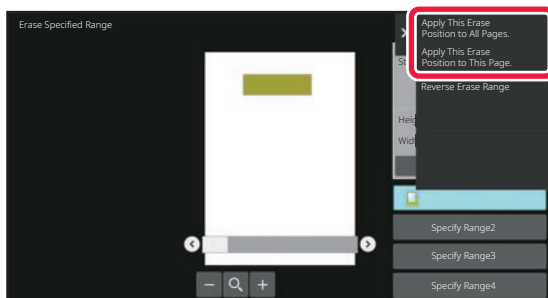 Erase Specified Range
Apply This Erase
Position to All Pages.
Apply This Erase
Position to This Page.
Reverse Erase Range
Specify Range2
Specify Range3
Specify Range4